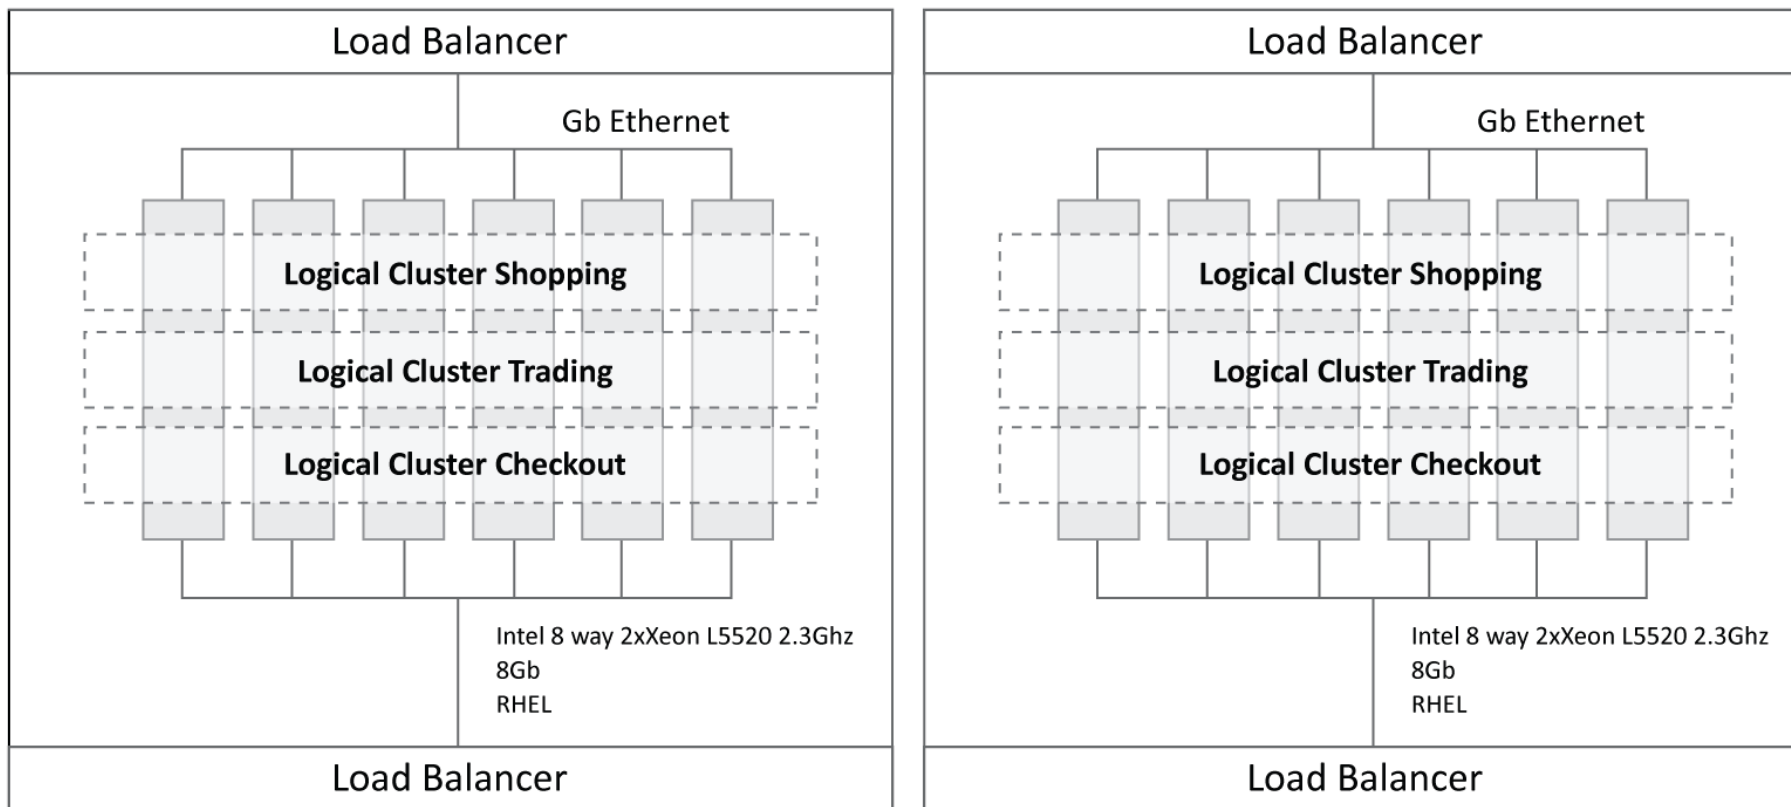 Load Balancer
Gb Ethernet
Logical Cluster Shopping
Logical Cluster Trading
Logical Cluster Checkout
Intel 8 way 2xXeon L5520 2.3Ghz
8Gb
RHEL
Load Balancer
Load Balancer
Gb Ethernet
Logical Cluster Shopping
Logical Cluster Trading
Logical Cluster Checkout
Intel 8 way 2xXeon L5520 2.3Ghz
8Gb
RHEL
Load Balancer